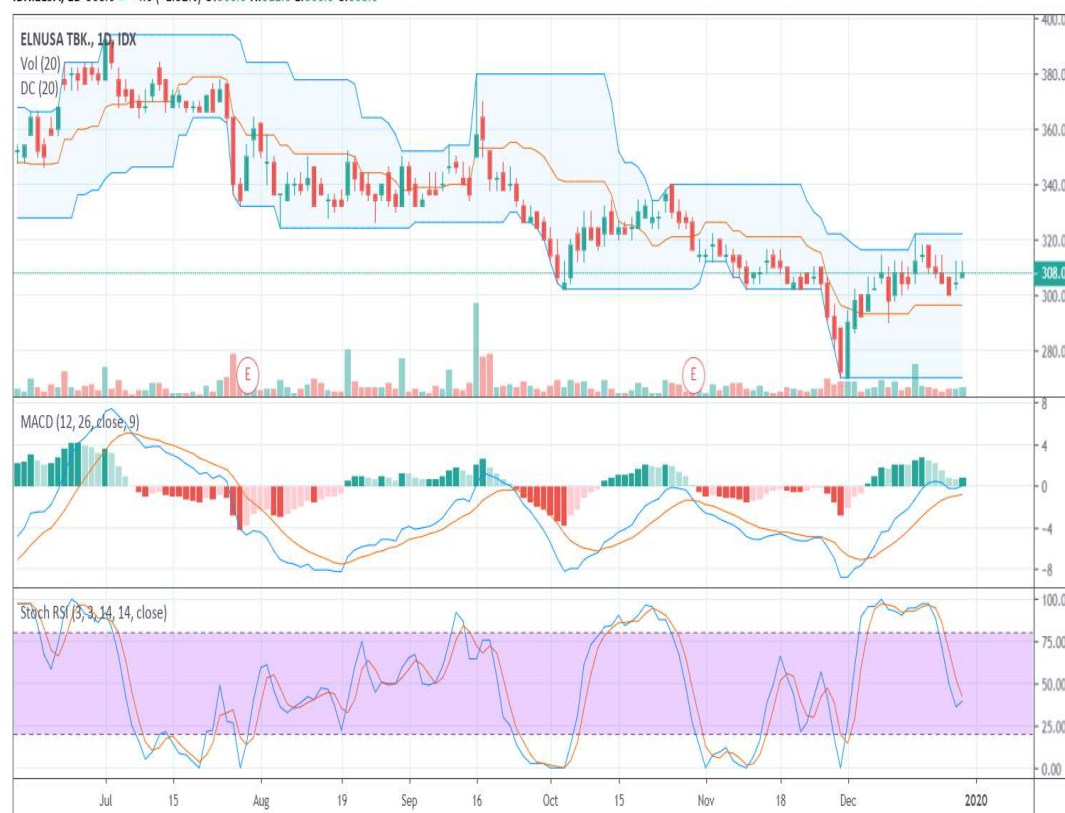 ELNUSA TBK., 1D, IDX
Vol (20)
DC (20)
400.0
380.0
360.0
340.0
320.0
308.0
300.0
280.0
E
E
MACD (12, 26, close, 9)
8
4
0
−4
−8
Stoch RSI (3, 3, 14, 14, close)
100.0
75.00
50.00
25.00
0.00
Jul 15 Aug 19 Sep 16 Oct 15 Nov 18 Dec 2020